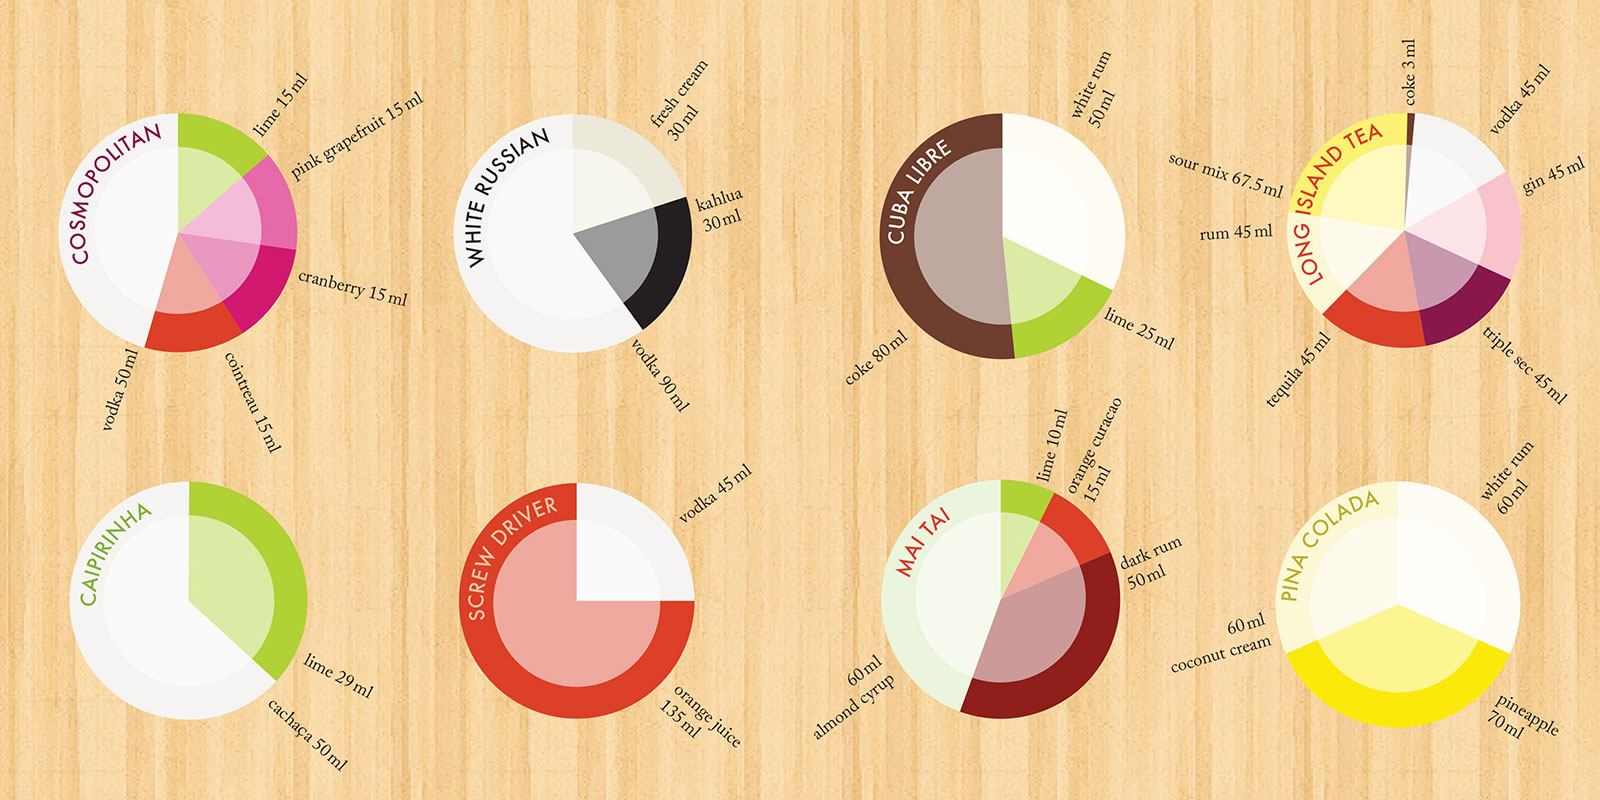 COSMOPOLITAN
lime 15 ml
pink grapefruit 15 ml
cranberry 15 ml
cointreau 15 ml
vodka 50 ml
WHITE RUSSIAN
fresh cream
30 ml
kahlua
30 ml
vodka 90 ml
CUBA LIBRE
white rum
50 ml
lime 25 ml
coke 80 ml
LONG ISLAND TEA
coke 3 ml
vodka 45 ml
gin 45 ml
triple sec 45 ml
tequila 45 ml
rum 45 ml
sour mix 67.5 ml
CAIPIRINHA
lime 29 ml
cachaça 50 ml
SCREW DRIVER
vodka 45 ml
orange juice
135 ml
MAI TAI
lime 10 ml
orange curacao
15 ml
dark rum
50 ml
60 ml
almond cyrup
PINA COLADA
white rum
60 ml
pineapple
70 ml
60 ml
coconut cream